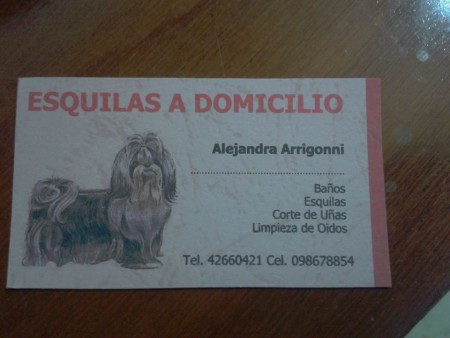 ESQUILAS A DOMICILIO
Alejandra Arrigonni
Baños
Esquilas
Corte de Uñas
Limpieza de Oidos
Tel. 42660421 Cel. 098678854